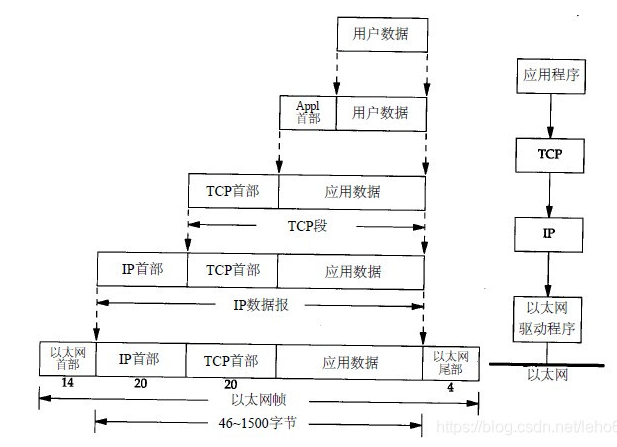 用户数据
应用程序
Appl
首部
用户数据
TCP
TCP首部
应用数据
TCP段
IP
IP首部
TCP首部
应用数据
IP数据报
以太网
驱动程序
以太网
首部
IP首部
TCP首部
应用数据
以太网
尾部
以太网
14
20
20
4
以太网帧
46~1500字节
https://blog.csdn.net/leho6